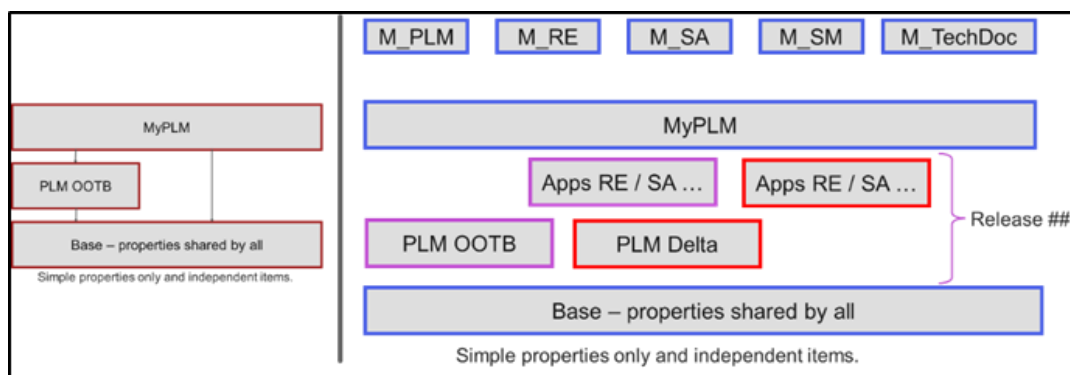 MyPLM
PLM OOTB
Base – properties shared by all
Simple properties only and independent items.
M_PLM M_RE M_SA M_SM M_TechDoc
MyPLM
Apps RE / SA ... Apps RE / SA ...
Release ##
PLM OOTB PLM Delta
Base – properties shared by all
Simple properties only and independent items.